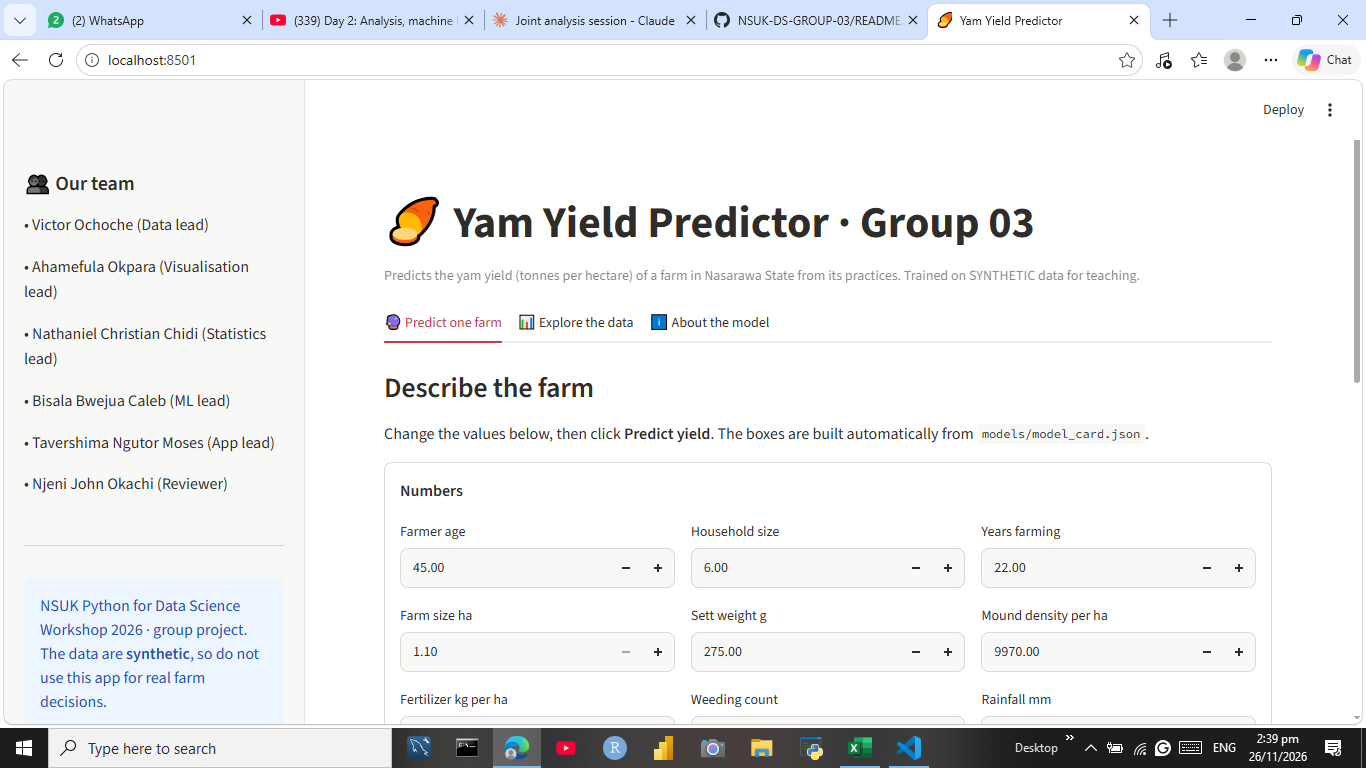 (2) WhatsApp
(339) Day 2: Analysis, machine
Joint analysis session - Claude
NSUK-DS-GROUP-03/README.
Yam Yield Predictor
localhost:8501
Chat
Deploy
Our team
• Victor Ochoche (Data lead)
• Ahamefula Okpara (Visualisation
lead)
• Nathaniel Christian Chidi (Statistics
lead)
• Bisala Bwejua Caleb (ML lead)
• Tavershima Ngutor Moses (App lead)
• Njeni John Okachi (Reviewer)
NSUK Python for Data Science
Workshop 2026 · group project.
The data are synthetic, so do not
use this app for real farm
decisions.
Yam Yield Predictor · Group 03
Predicts the yam yield (tonnes per hectare) of a farm in Nasarawa State from its practices. Trained on SYNTHETIC data for teaching.
Predict one farm
Explore the data
About the model
Describe the farm
Change the values below, then click Predict yield. The boxes are built automatically from models/model_card.json.
Numbers
Farmer age
Household size
Years farming
45.00
6.00
22.00
Farm size ha
Sett weight g
Mound density per ha
1.10
275.00
9970.00
Fertilizer kg per ha
Weeding count
Rainfall mm
Type here to search
Desktop
ENG
2:39 pm
26/11/2026